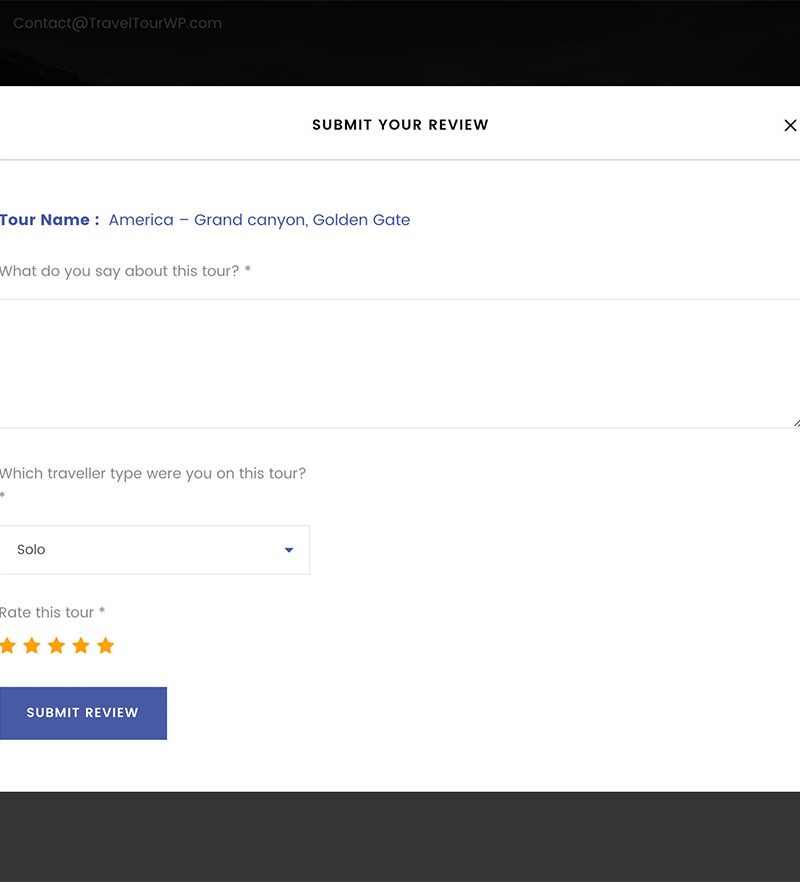 Contact@TravelTourWP.com
SUBMIT YOUR REVIEW
Tour Name : America – Grand canyon, Golden Gate
What do you say about this tour? *
Which traveller type were you on this tour?
*
Solo
Rate this tour *
SUBMIT REVIEW